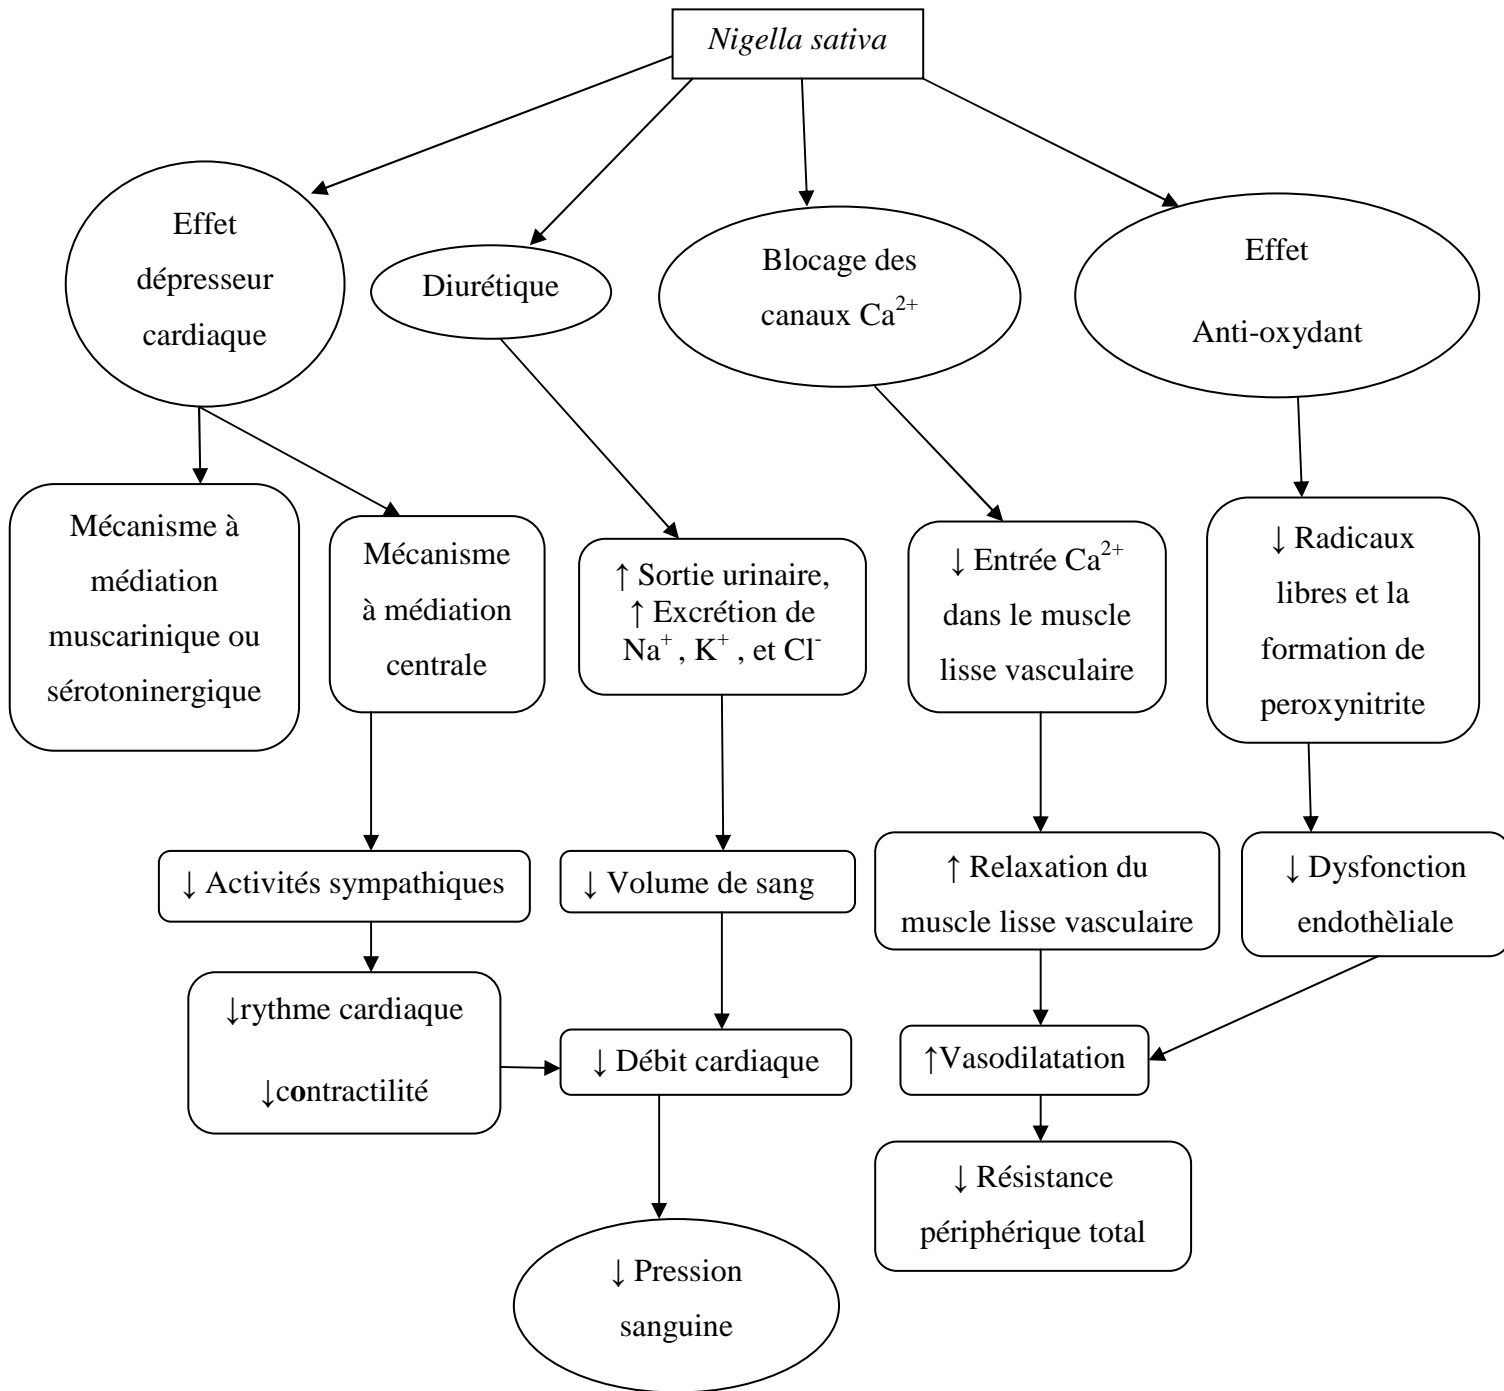 Nigella sativa
Effet
dépresseur
cardiaque
Diurétique
Blocage des
canaux Ca²⁺
Effet
Anti-oxydant
Mécanisme à
médiation
muscarinique ou
sérotoninergique
Mécanisme
à médiation
centrale
↑ Sortie urinaire,
↑ Excrétion de
Na⁺ , K⁺ , et Cl⁻
↓ Entrée Ca²⁺
dans le muscle
lisse vasculaire
↓ Radicaux
libres et la
formation de
peroxynitrite
↓ Activités sympathiques
↓ Volume de sang
↑ Relaxation du
muscle lisse vasculaire
↓ Dysfonction
endothèliale
↓rythme cardiaque
↓contractilité
↓ Débit cardiaque
↑Vasodilatation
↓ Résistance
périphérique total
↓ Pression
sanguine